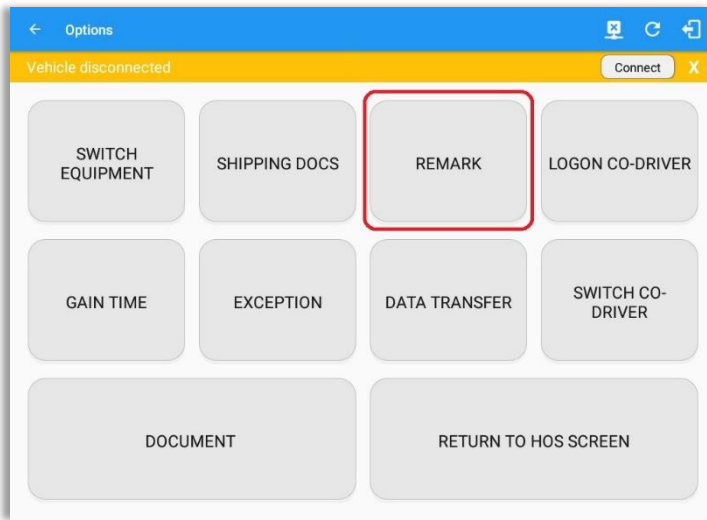 Options
Vehicle disconnected
Connect
X
SWITCH
EQUIPMENT
SHIPPING DOCS
REMARK
LOGON CO-DRIVER
GAIN TIME
EXCEPTION
DATA TRANSFER
SWITCH CO-
DRIVER
DOCUMENT
RETURN TO HOS SCREEN